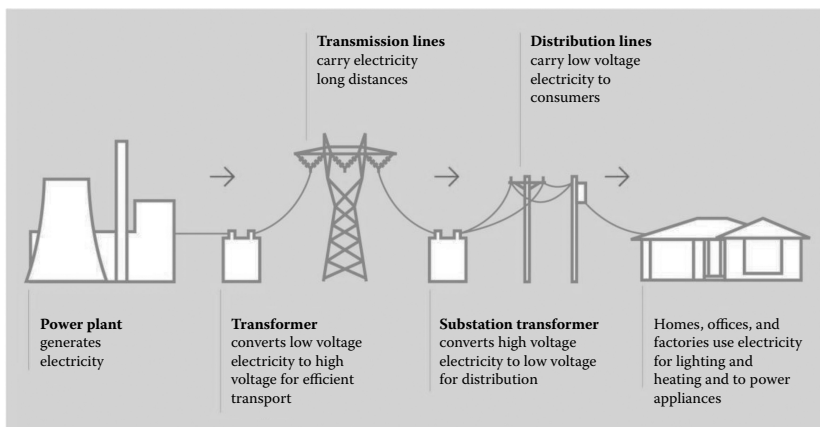 Transmission lines
carry electricity
long distances
Distribution lines
carry low voltage
electricity to
consumers
Power plant
generates
electricity
Transformer
converts low voltage
electricity to high
voltage for efficient
transport
Substation transformer
converts high voltage
electricity to low voltage
for distribution
Homes, offices, and
factories use electricity
for lighting and
heating and to power
appliances